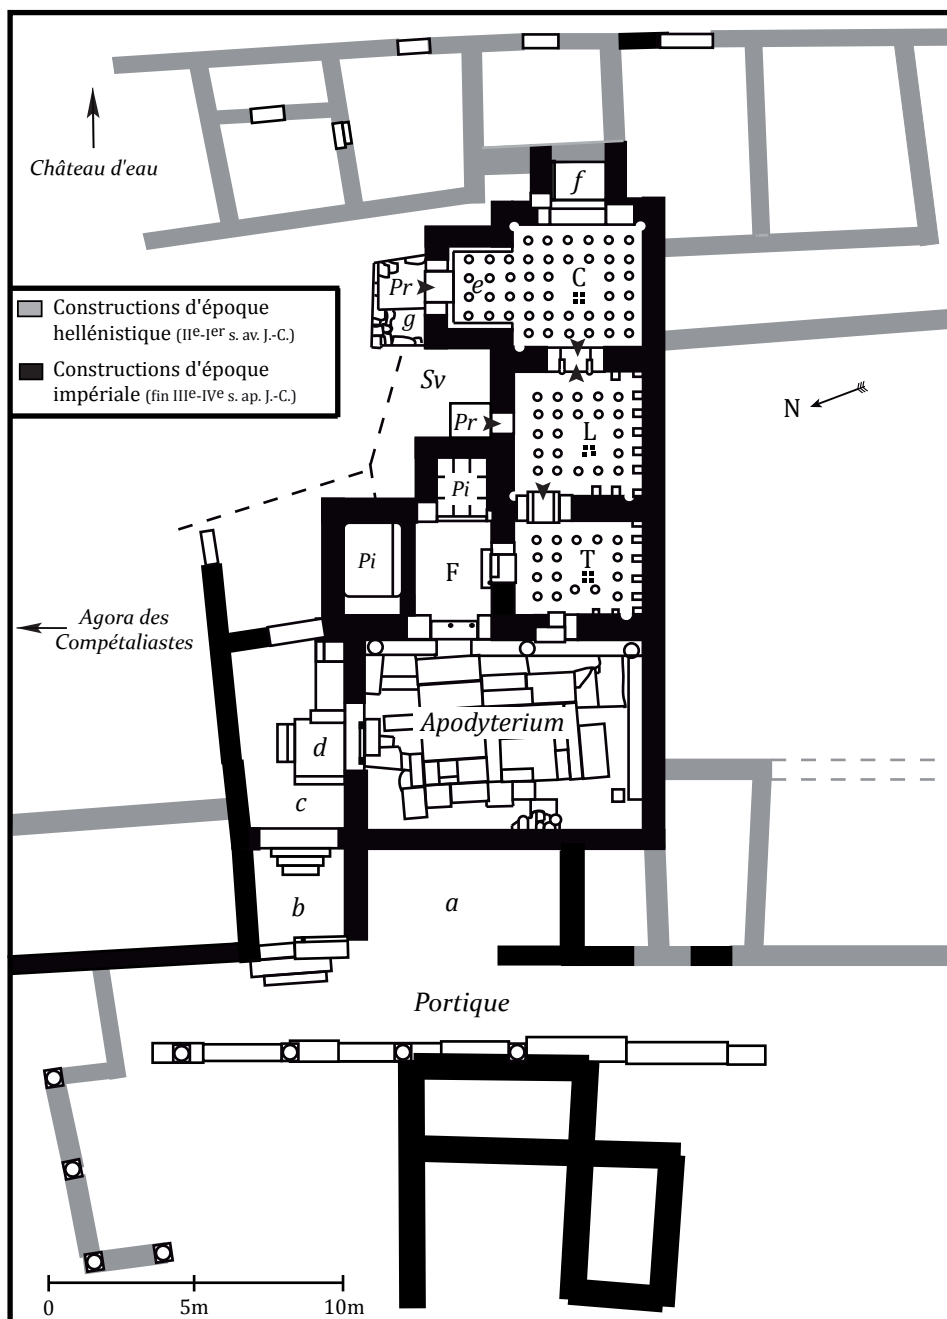 Château d'eau
f
Pr
e
C
g
Constructions d'époque
hellénistique (IIe-Ier s. av. J.-C.)
Constructions d'époque
impériale (fin IIIe-IVe s. ap. J.-C.)
Sv
N
Pr
L
Pi
Pi
F
T
Agora des
Compétaliastes
Apodyterium
d
c
b
a
Portique
0 5m 10m